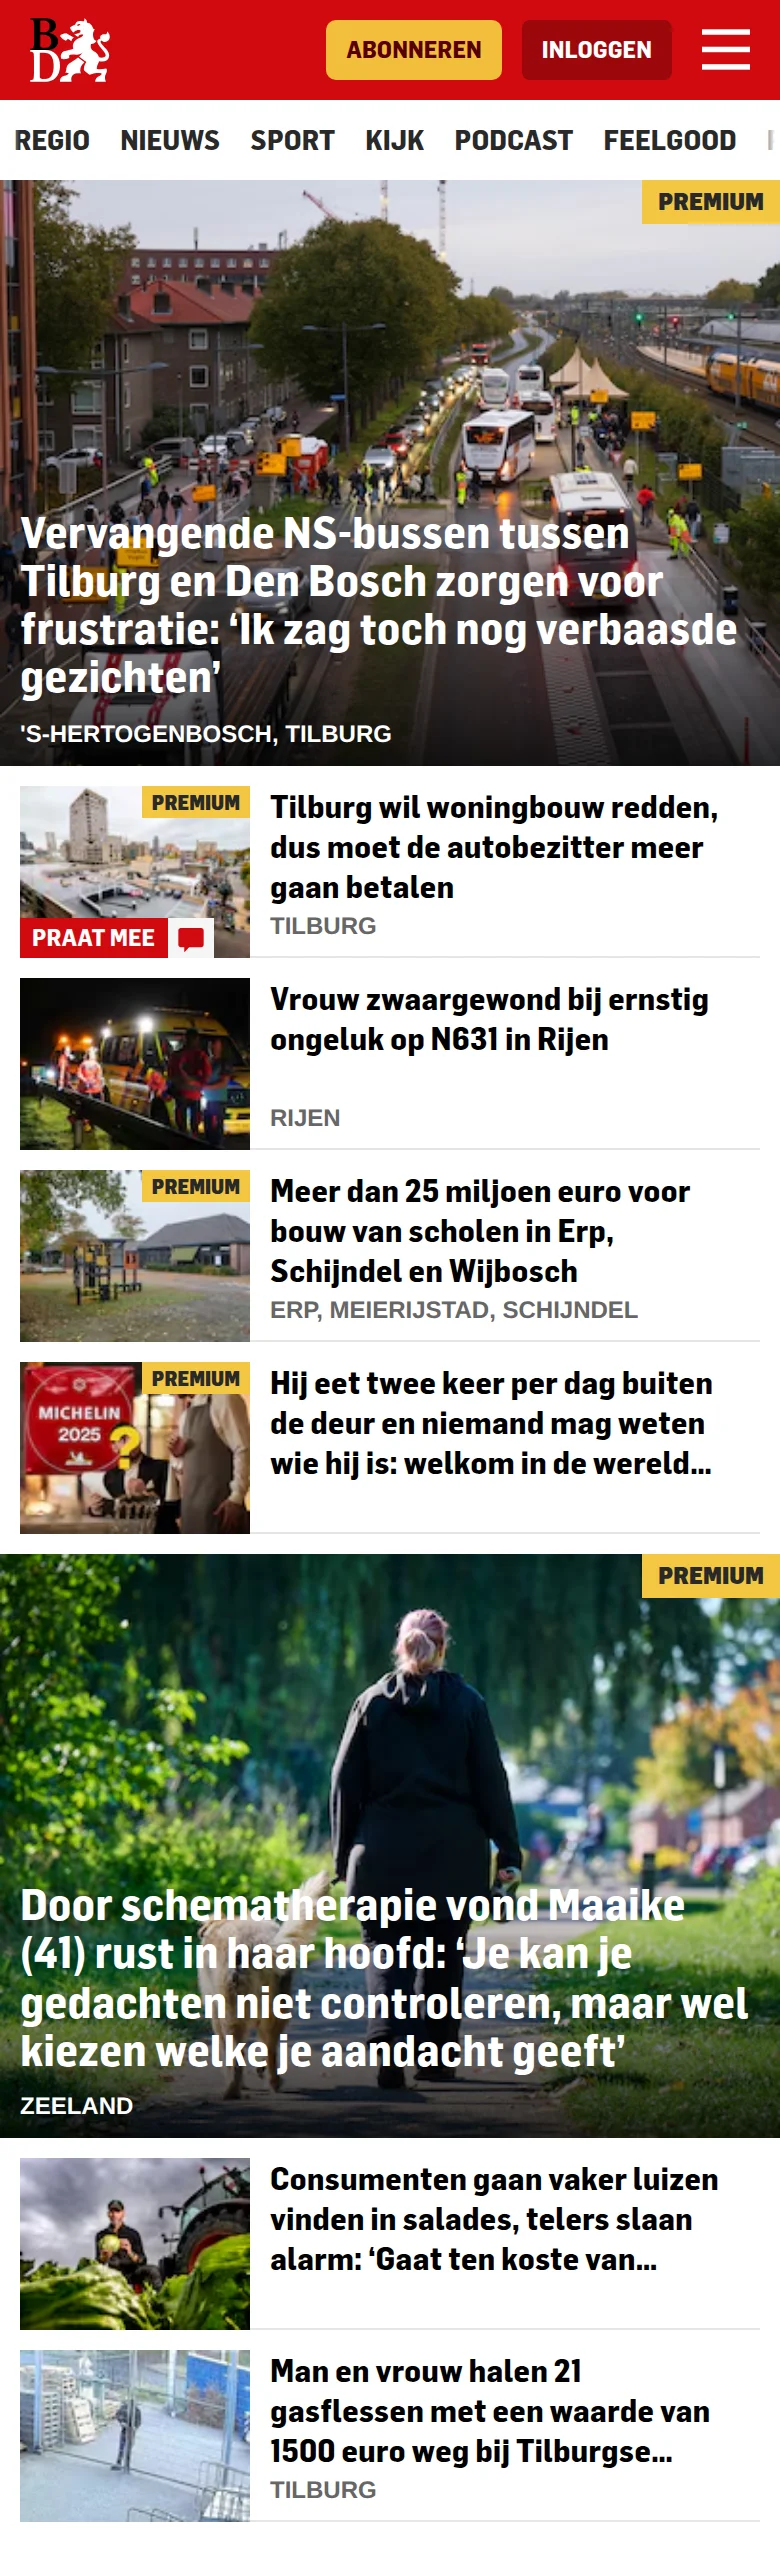 BD
ABONNEREN
INLOGGEN
REGIO NIEUWS SPORT KIJK PODCAST FEELGOOD
PREMIUM
Vervangende NS-bussen tussen
Tilburg en Den Bosch zorgen voor
frustratie: ‘Ik zag toch nog verbaasde
gezichten’
'S-HERTOGENBOSCH, TILBURG
PREMIUM
PRAAT MEE
Tilburg wil woningbouw redden,
dus moet de autobezitter meer
gaan betalen
TILBURG
Vrouw zwaargewond bij ernstig
ongeluk op N631 in Rijen
RIJEN
PREMIUM
Meer dan 25 miljoen euro voor
bouw van scholen in Erp,
Schijndel en Wijbosch
ERP, MEIERIJSTAD, SCHIJNDEL
PREMIUM
MICHELIN
2025
?
Hij eet twee keer per dag buiten
de deur en niemand mag weten
wie hij is: welkom in de wereld...
PREMIUM
Door schematherapie vond Maaike
(41) rust in haar hoofd: ‘Je kan je
gedachten niet controleren, maar wel
kiezen welke je aandacht geeft’
ZEELAND
Consumenten gaan vaker luizen
vinden in salades, telers slaan
alarm: ‘Gaat ten koste van...
Man en vrouw halen 21
gasflessen met een waarde van
1500 euro weg bij Tilburgse...
TILBURG